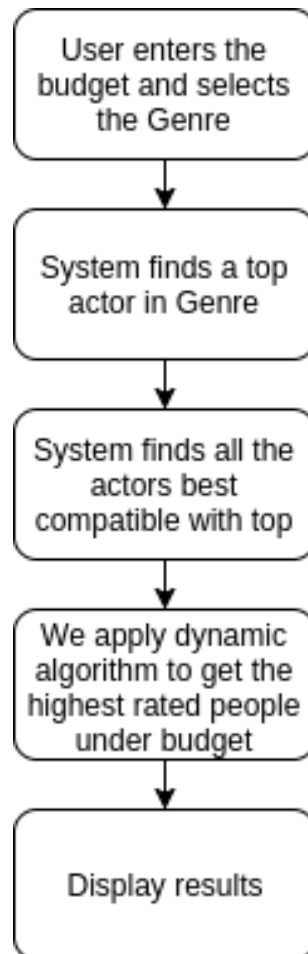 User enters the
budget and selects
the Genre
System finds a top
actor in Genre
System finds all the
actors best
compatible with top
We apply dynamic
algorithm to get the
highest rated people
under budget
Display results